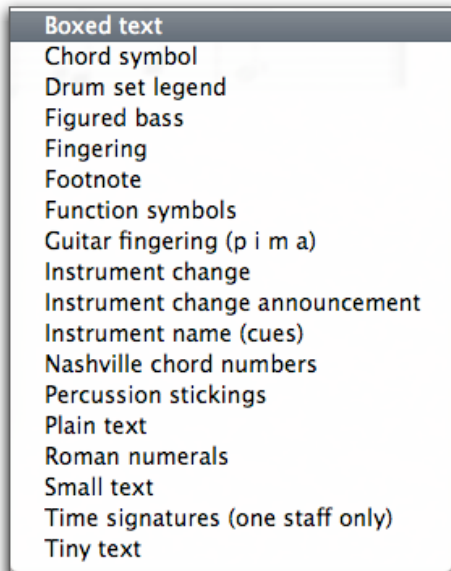 Boxed text
Chord symbol
Drum set legend
Figured bass
Fingering
Footnote
Function symbols
Guitar fingering (p i m a)
Instrument change
Instrument change announcement
Instrument name (cues)
Nashville chord numbers
Percussion stickings
Plain text
Roman numerals
Small text
Time signatures (one staff only)
Tiny text